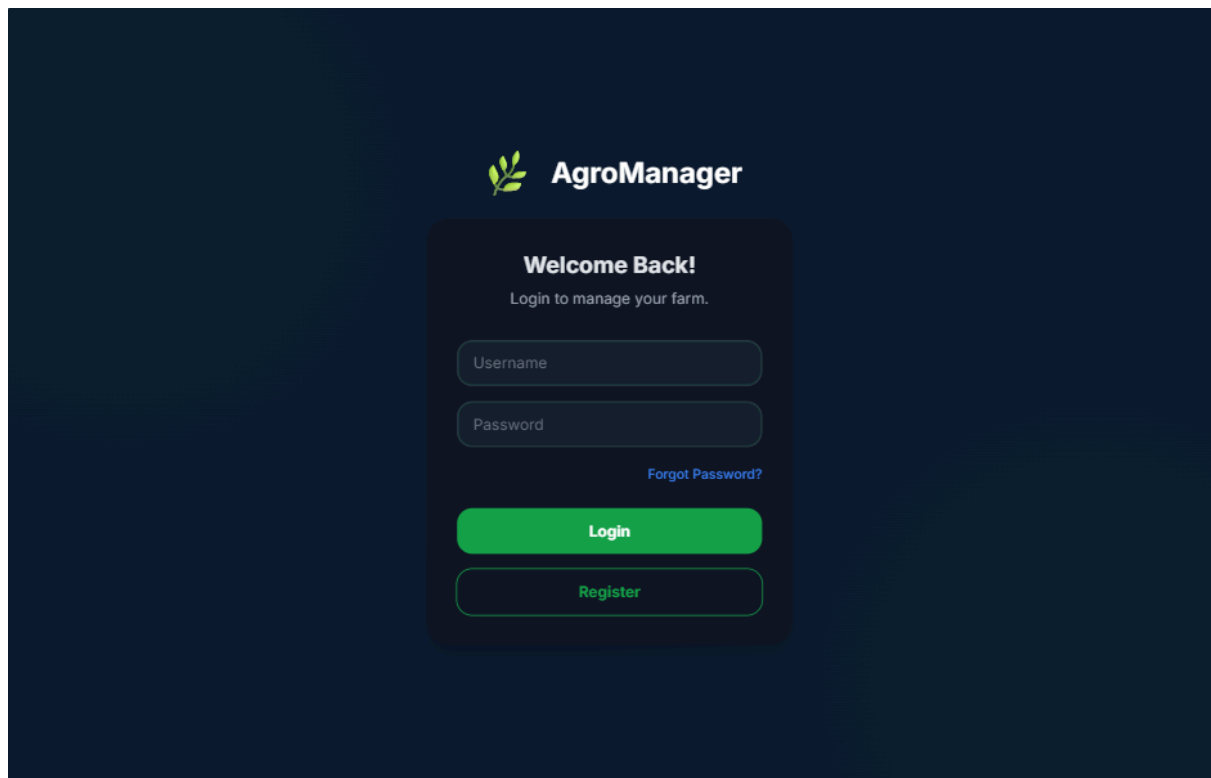 AgroManager
Welcome Back!
Login to manage your farm.
Username
Password
Forgot Password?
Login
Register